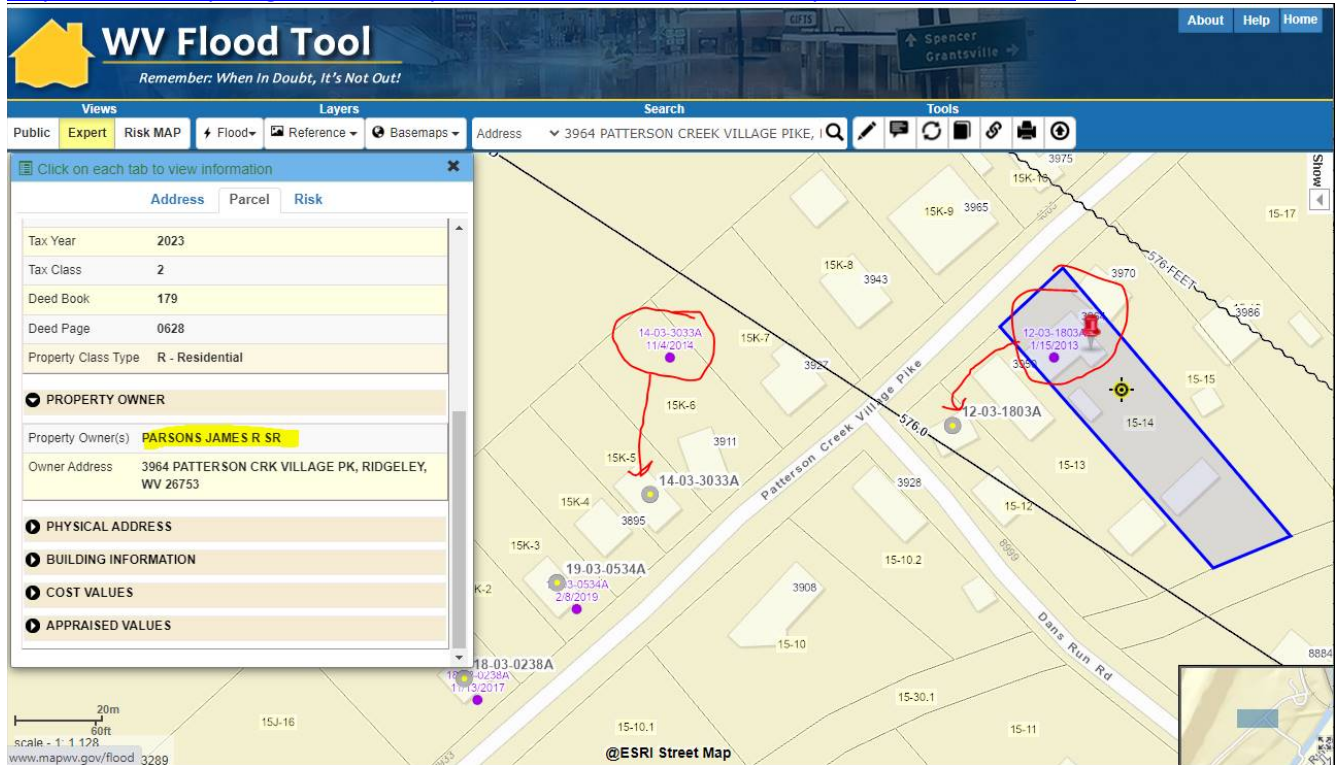 WV Flood Tool
Remember: When In Doubt, It's Not Out!
GIFTS
Spencer
Grantsville
About Help Home
Views Layers Search Tools
Public Expert Risk MAP Flood Reference Basemaps Address 3964 PATTERSON CREEK VILLAGE PIKE,
Click on each tab to view information
Address Parcel Risk
Tax Year 2023
Tax Class 2
Deed Book 179
Deed Page 0628
Property Class Type R - Residential
PROPERTY OWNER
Property Owner(s) PARSONS JAMES R SR
Owner Address 3964 PATTERSON CRK VILLAGE PK, RIDGELEY,
WV 26753
PHYSICAL ADDRESS
BUILDING INFORMATION
COST VALUES
APPRAISED VALUES
Show
3975
15K-9 3965
15-17
15K-8
3943
576-FEET
3970
3986
14-03-3033A
11/4/2014
15K-7
12-03-1803A
1/15/2013
3927
3950
15-15
15K-6
12-03-1803A
15-14
576.0
Patterson Creek Village Pike
3911
15K-5
14-03-3033A
15-13
3928
15K-4
15-12
3895
15K-3
8999
15-10.2
19-03-0534A
2/8/2019
K-2
3908
Dans Run Rd
15-10
8884
18-03-0238A
11/13/2017
15-30.1
15J-16
15-10.1
15-11
20m
60ft
scale - 1: 1,128
www.mapwv.gov/flood 3289
@ESRI Street Map